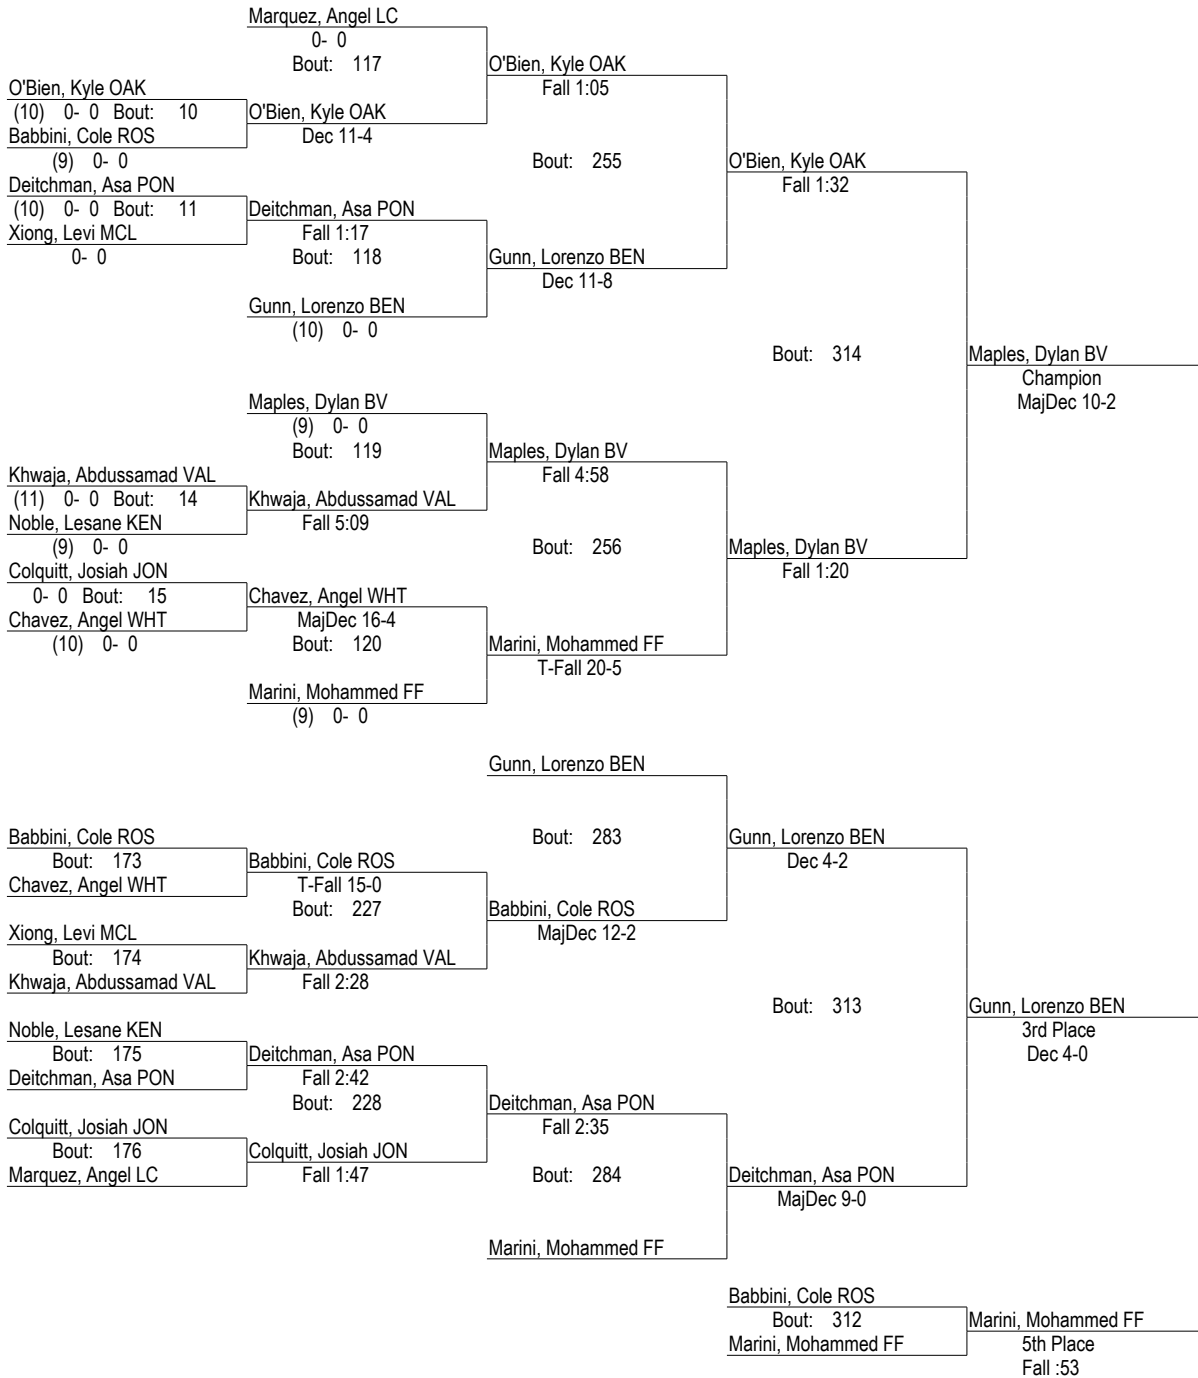 Marquez, Angel LC
0- 0
Bout: 117
O'Bien, Kyle OAK
Fall 1:05
O'Bien, Kyle OAK
(10) 0- 0 Bout: 10
O'Bien, Kyle OAK
Dec 11-4
Babbini, Cole ROS
(9) 0- 0
Bout: 255
O'Bien, Kyle OAK
Fall 1:32
Deitchman, Asa PON
(10) 0- 0 Bout: 11
Deitchman, Asa PON
Fall 1:17
Xiong, Levi MCL
0- 0
Bout: 118
Gunn, Lorenzo BEN
Dec 11-8
Gunn, Lorenzo BEN
(10) 0- 0
Bout: 314
Maples, Dylan BV
Champion
MajDec 10-2
Maples, Dylan BV
(9) 0- 0
Bout: 119
Maples, Dylan BV
Fall 4:58
Khwaja, Abdussamad VAL
(11) 0- 0 Bout: 14
Khwaja, Abdussamad VAL
Fall 5:09
Noble, Lesane KEN
(9) 0- 0
Bout: 256
Maples, Dylan BV
Fall 1:20
Colquitt, Josiah JON
0- 0 Bout: 15
Chavez, Angel WHT
MajDec 16-4
Chavez, Angel WHT
(10) 0- 0
Bout: 120
Marini, Mohammed FF
T-Fall 20-5
Marini, Mohammed FF
(9) 0- 0
Gunn, Lorenzo BEN
Bout: 283
Gunn, Lorenzo BEN
Dec 4-2
Babbini, Cole ROS
Bout: 173
Babbini, Cole ROS
T-Fall 15-0
Chavez, Angel WHT
Bout: 227
Babbini, Cole ROS
MajDec 12-2
Xiong, Levi MCL
Bout: 174
Khwaja, Abdussamad VAL
Fall 2:28
Khwaja, Abdussamad VAL
Bout: 313
Gunn, Lorenzo BEN
3rd Place
Dec 4-0
Noble, Lesane KEN
Bout: 175
Deitchman, Asa PON
Fall 2:42
Deitchman, Asa PON
Bout: 228
Deitchman, Asa PON
Fall 2:35
Colquitt, Josiah JON
Bout: 176
Colquitt, Josiah JON
Fall 1:47
Marquez, Angel LC
Bout: 284
Deitchman, Asa PON
MajDec 9-0
Marini, Mohammed FF
Babbini, Cole ROS
Bout: 312
Marini, Mohammed FF
Marini, Mohammed FF
5th Place
Fall :53